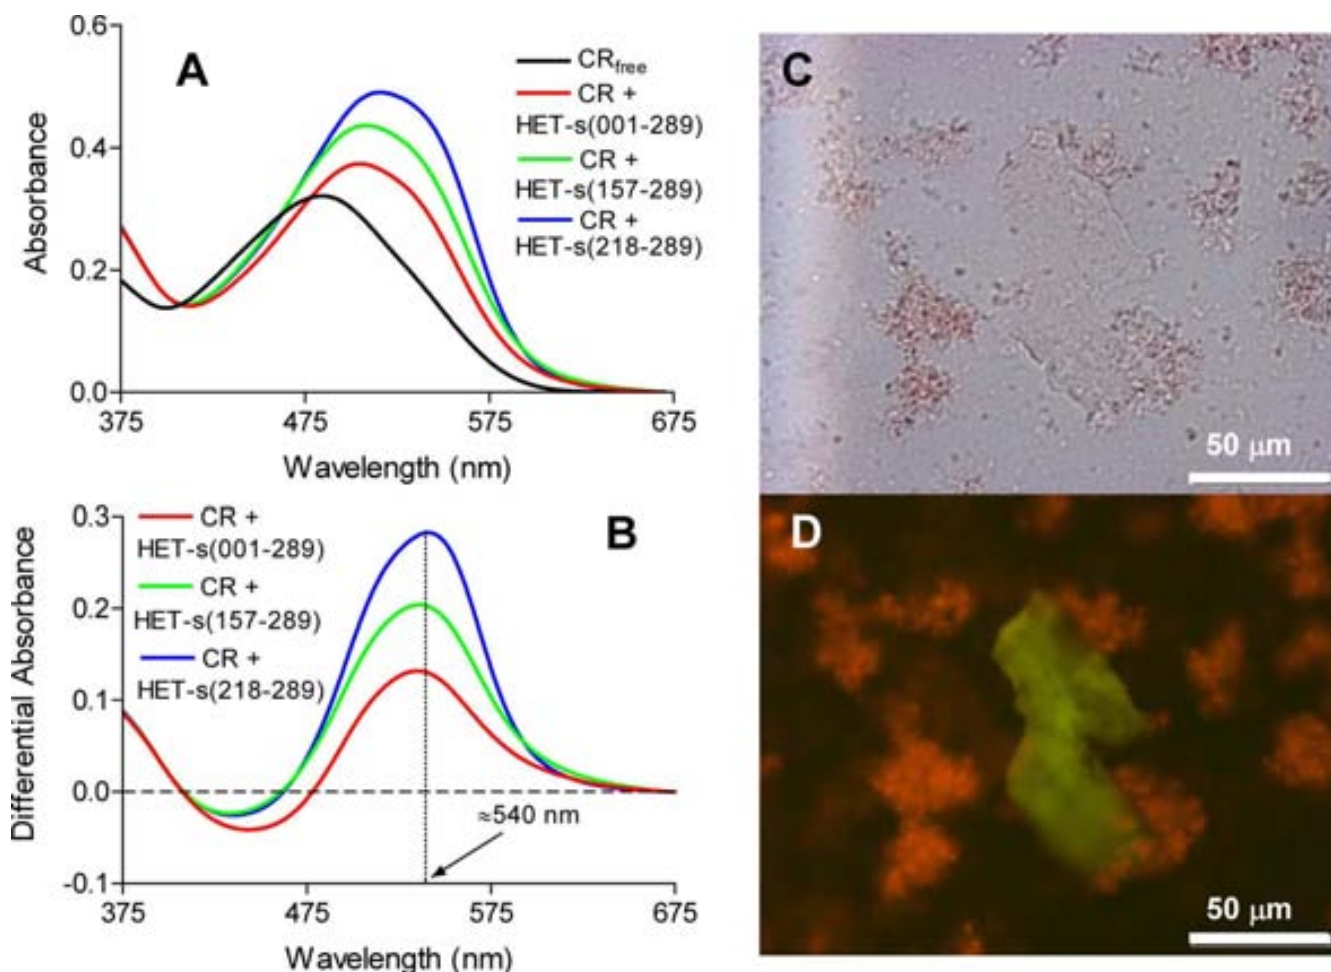 0.6
0.4
0.2
0.0
Absorbance
A
CRfree
CR +
HET-s(001-289)
CR +
HET-s(157-289)
CR +
HET-s(218-289)
375
475
575
675
Wavelength (nm)
0.3
0.2
0.1
0.0
-0.1
Differential Absorbance
CR +
HET-s(001-289)
CR +
HET-s(157-289)
CR +
HET-s(218-289)
B
≈540 nm
375
475
575
675
Wavelength (nm)
C
50 µm
D
50 µm